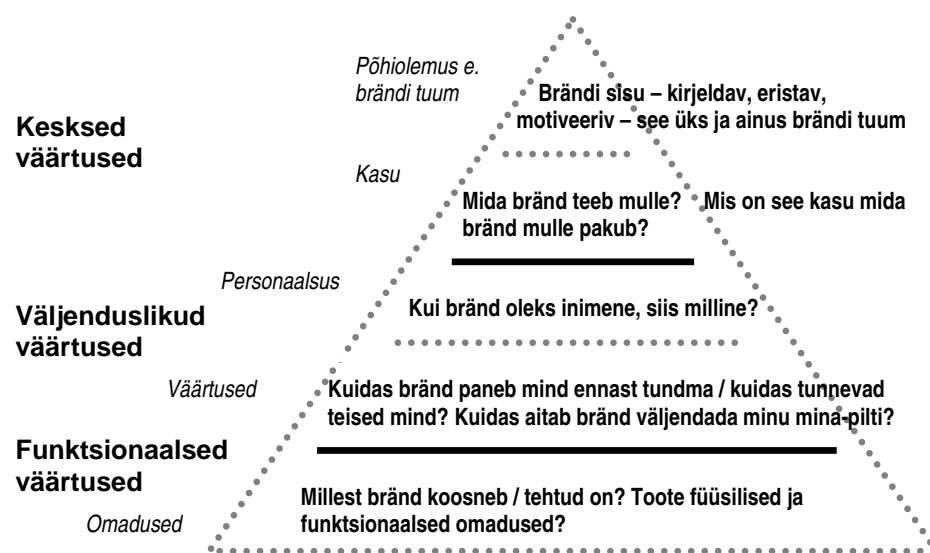 Põhiolemus e.
brändi tuum
Brändi sisu – kirjeldav, eristav,
motiveeriv – see üks ja ainus brändi tuum
Kesksed
väärtused
Kasu
Mida bränd teeb mulle? Mis on see kasu mida
bränd mulle pakub?
Personaalsus
Kui bränd oleks inimene, siis milline?
Väljenduslikud
väärtused
Väärtused
Kuidas bränd paneb mind ennast tundma / kuidas tunnevad
teised mind? Kuidas aitab bränd väljendada minu mina-pilti?
Funktsionaalsed
väärtused
Millest bränd koosneb / tehtud on? Toote füüsilised ja
funktsionaalsed omadused?
Omadused